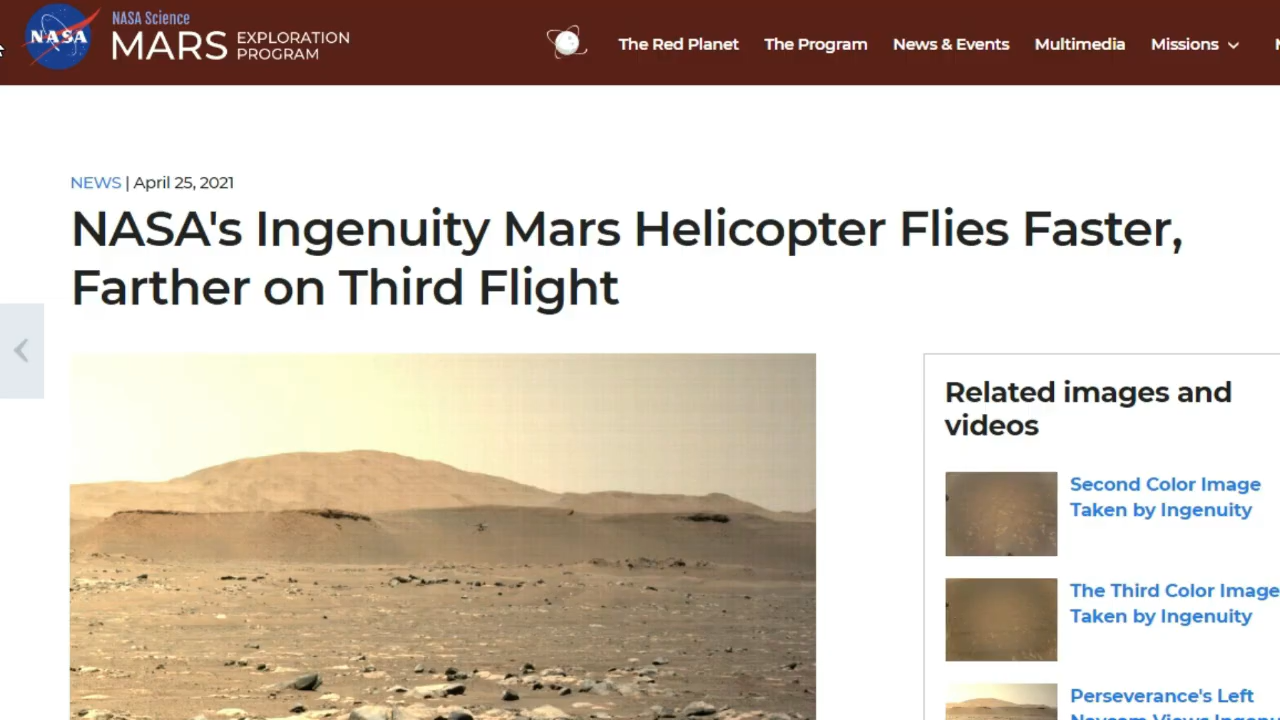 NASA
NASA Science
MARS EXPLORATION PROGRAM
The Red Planet The Program News & Events Multimedia Missions
NEWS | April 25, 2021
NASA's Ingenuity Mars Helicopter Flies Faster,
Farther on Third Flight
Related images and
videos
Second Color Image
Taken by Ingenuity
The Third Color Image
Taken by Ingenuity
Perseverance's Left